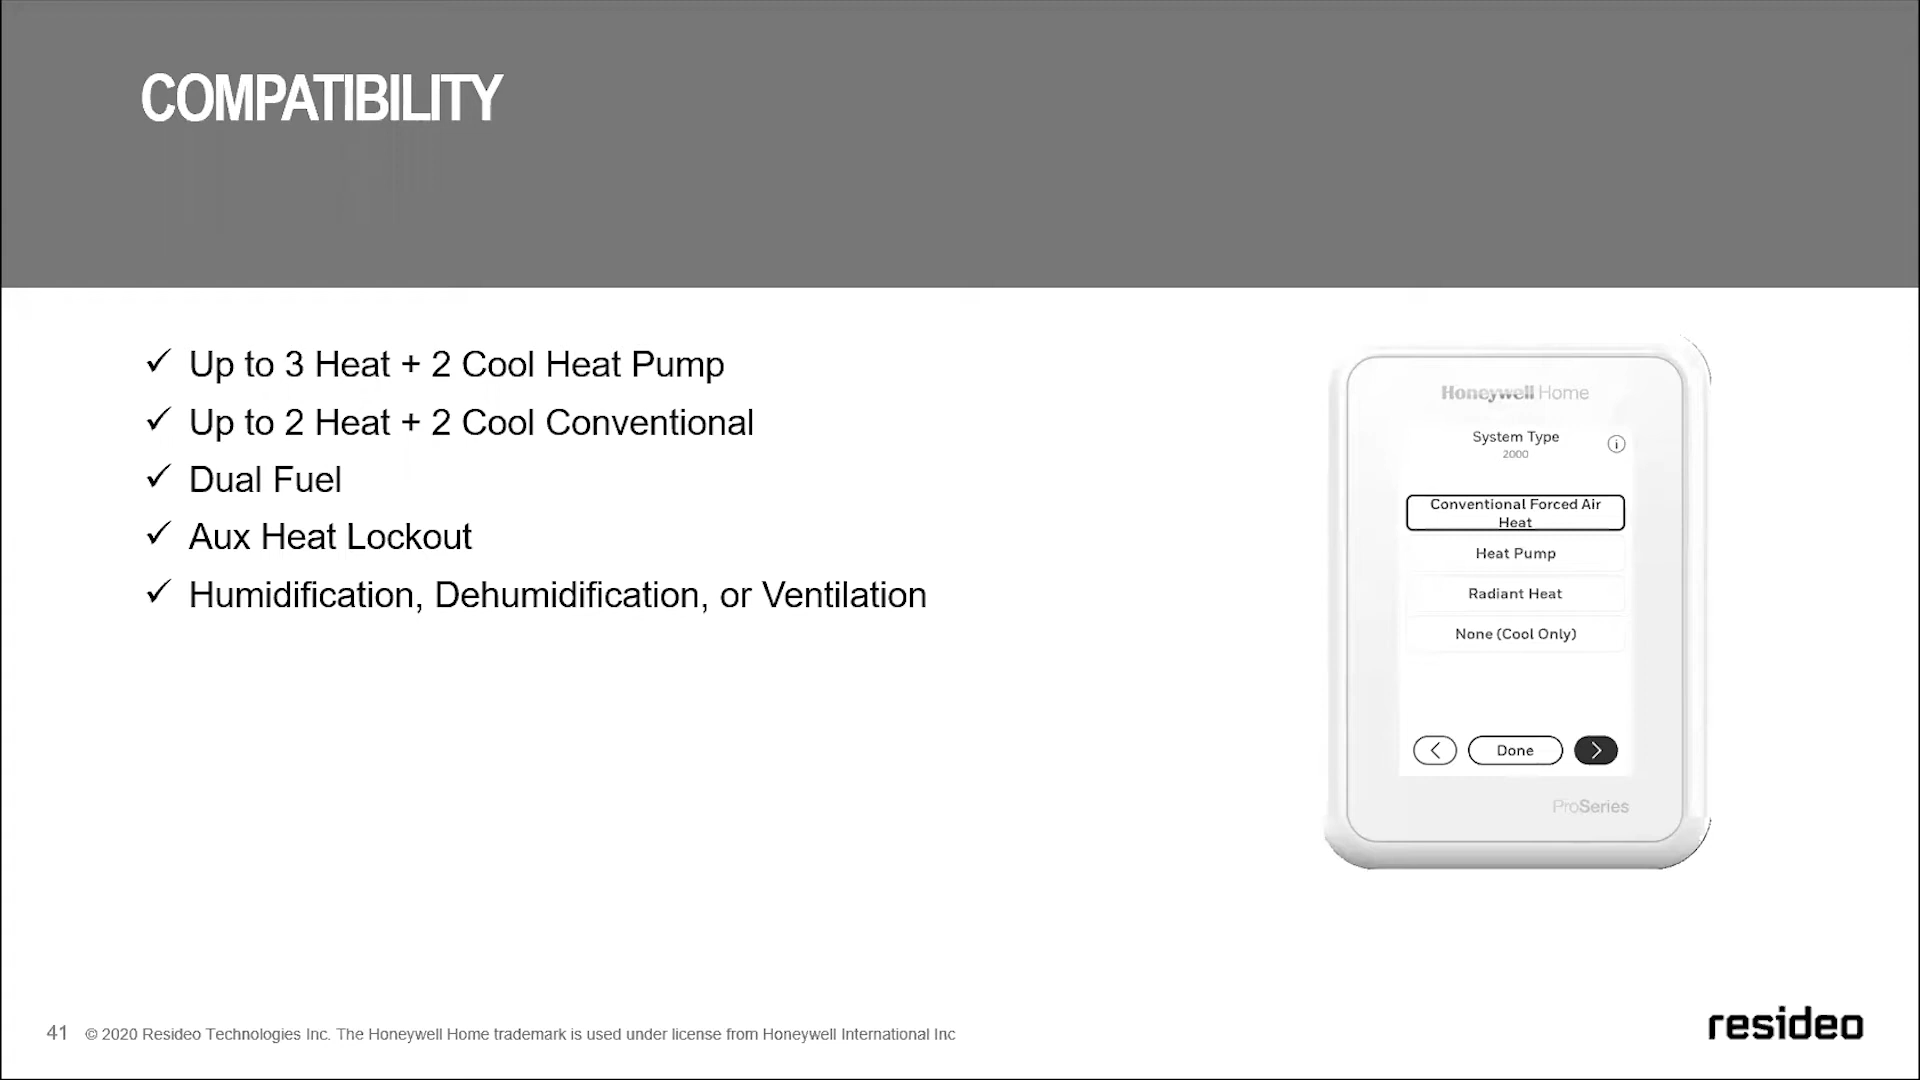 COMPATIBILITY
✓ Up to 3 Heat + 2 Cool Heat Pump
✓ Up to 2 Heat + 2 Cool Conventional
✓ Dual Fuel
✓ Aux Heat Lockout
✓ Humidification, Dehumidification, or Ventilation
Honeywell Home
System Type
2000
Conventional Forced Air
Heat
Heat Pump
Radiant Heat
None (Cool Only)
Done
ProSeries
41 © 2020 Resideo Technologies Inc. The Honeywell Home trademark is used under license from Honeywell International Inc
resideo